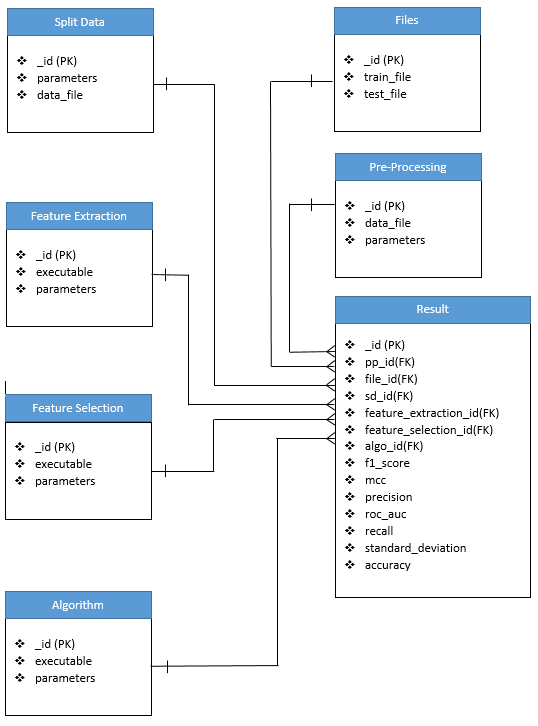 Split Data
_id (PK)
parameters
data_file
Files
_id (PK)
train_file
test_file
Pre-Processing
_id (PK)
data_file
parameters
Feature Extraction
_id (PK)
executable
parameters
Result
_id (PK)
pp_id(FK)
file_id(FK)
sd_id(FK)
feature_extraction_id(FK)
feature_selection_id(FK)
algo_id(FK)
f1_score
mcc
precision
roc_auc
recall
standard_deviation
accuracy
Feature Selection
_id (PK)
executable
parameters
Algorithm
_id (PK)
executable
parameters